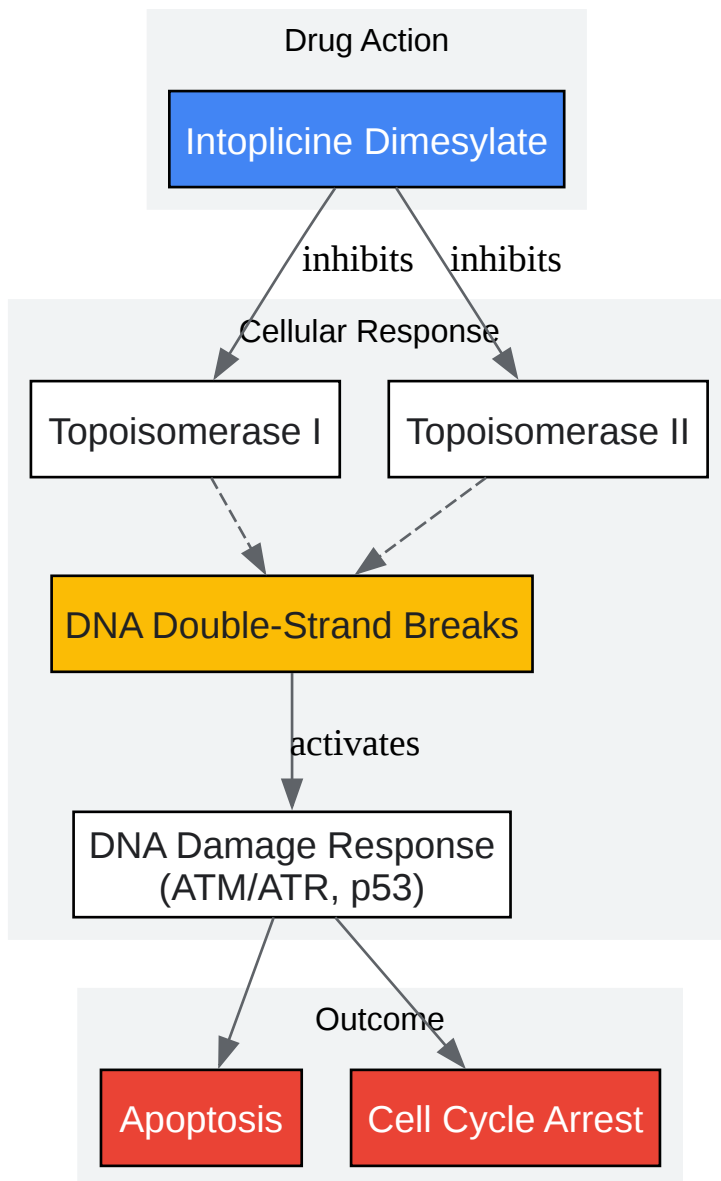 Drug Action
Intoplicine Dimesylate
inhibits
inhibits
Cellular Response
Topoisomerase I
Topoisomerase II
DNA Double-Strand Breaks
activates
DNA Damage Response
(ATM/ATR, p53)
Outcome
Apoptosis
Cell Cycle Arrest